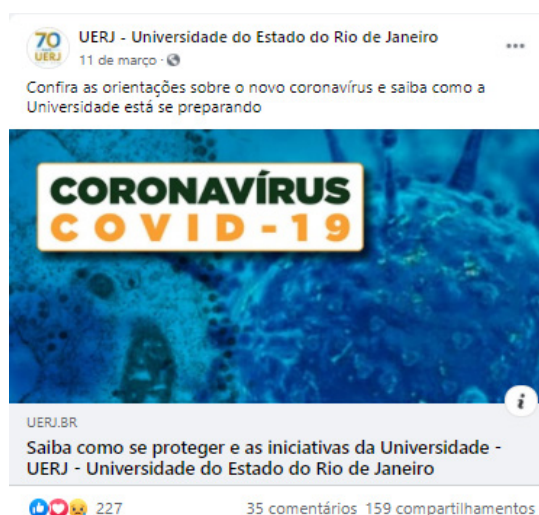 70
UERJ
UERJ - Universidade do Estado do Rio de Janeiro
11 de março ·
Confira as orientações sobre o novo coronavírus e saiba como a
Universidade está se preparando
CORONAVÍRUS
COVID-19
i
UERJ.BR
Saiba como se proteger e as iniciativas da Universidade -
UERJ - Universidade do Estado do Rio de Janeiro
227
35 comentários 159 compartilhamentos